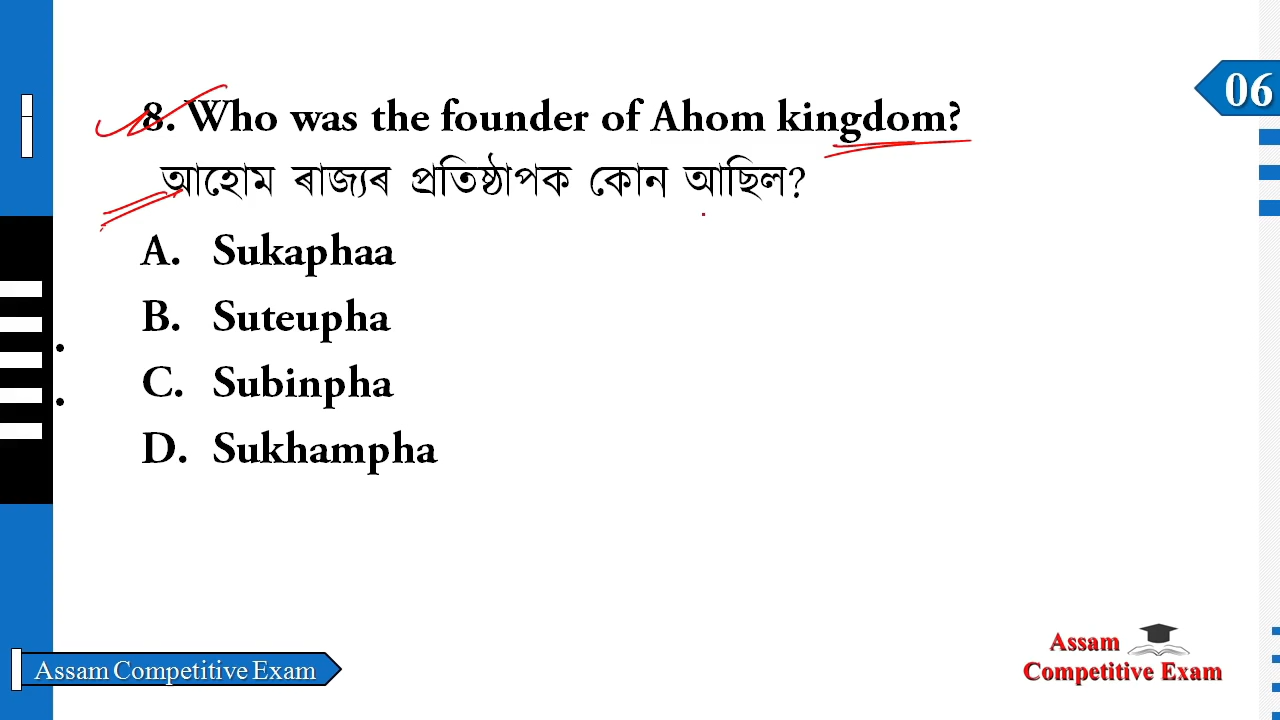 06
8. Who was the founder of Ahom kingdom?
আহোম ৰাজ্যৰ প্ৰতিষ্ঠাপক কোন আছিল?
A. Sukaphaa
B. Suteupha
C. Subinpha
D. Sukhampha
Assam Competitive Exam
Assam
Competitive Exam